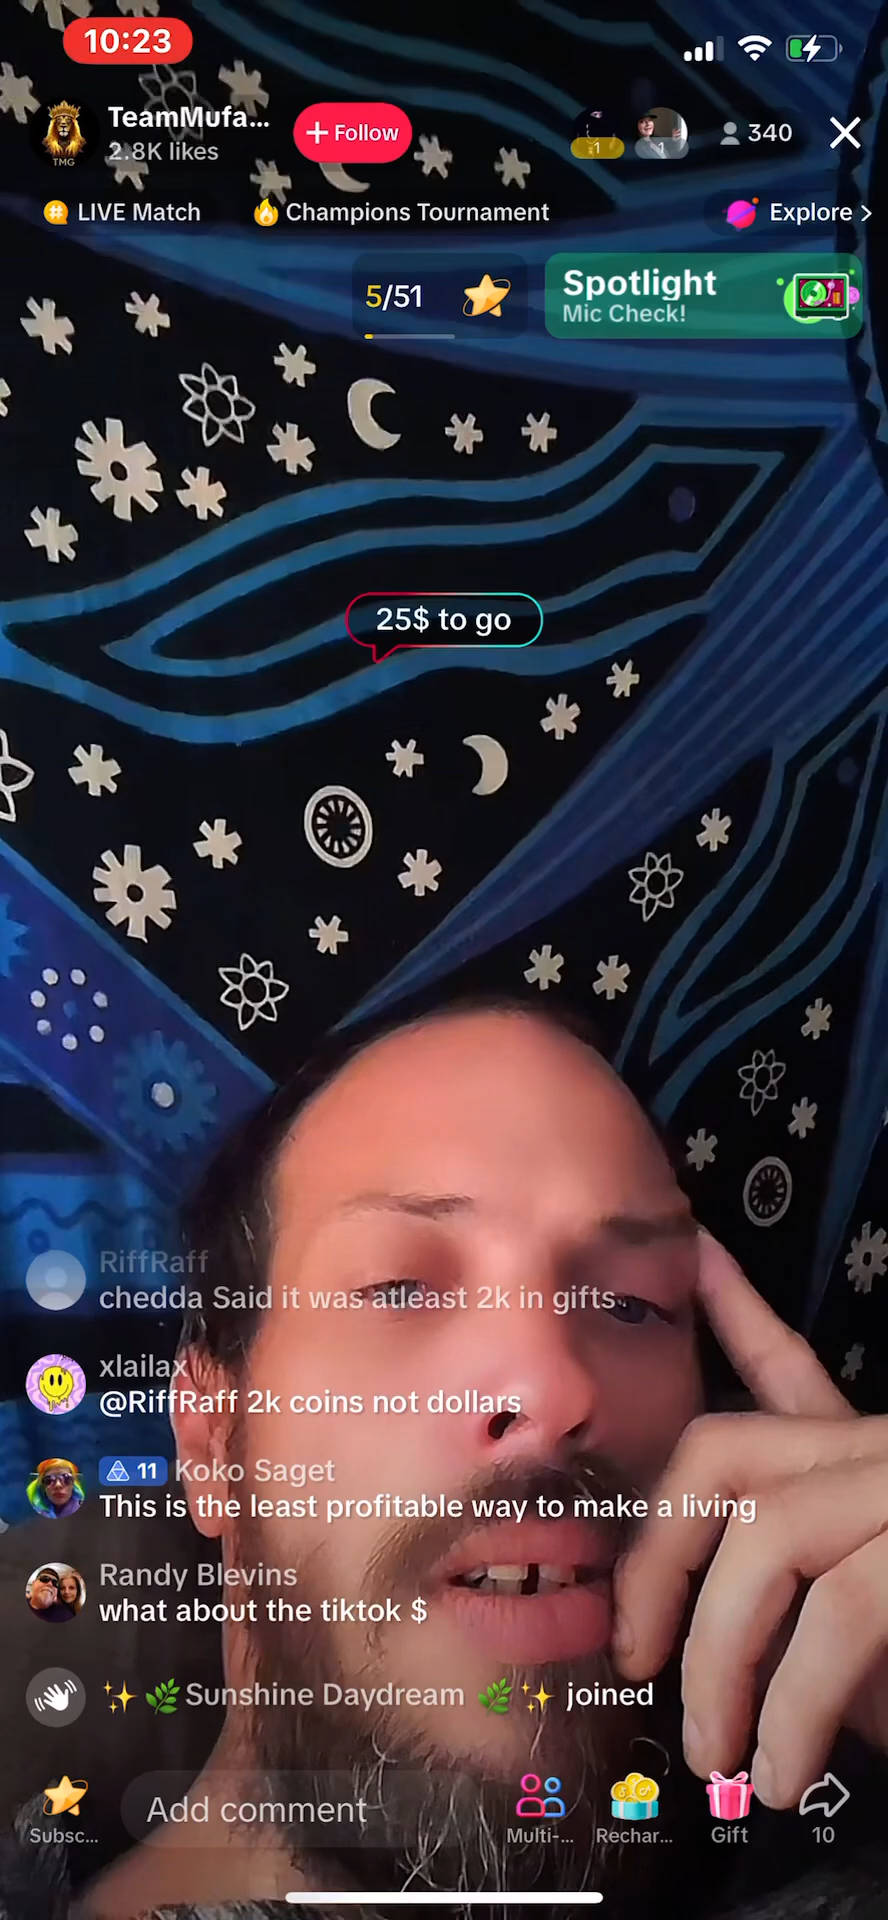 10:23
TeamMufa...
2.8K likes
+ Follow
1
1
340
TMG
LIVE Match
Champions Tournament
Explore >
5/51
Spotlight
Mic Check!
25$ to go
RiffRaff
chedda Said it was atleast 2k in gifts
xlailax
@RiffRaff 2k coins not dollars
11 Koko Saget
This is the least profitable way to make a living
Randy Blevins
what about the tiktok $
✨🌿Sunshine Daydream 🌿✨ joined
Add comment
Subsc...
Multi-...
Rechar...
Gift
10